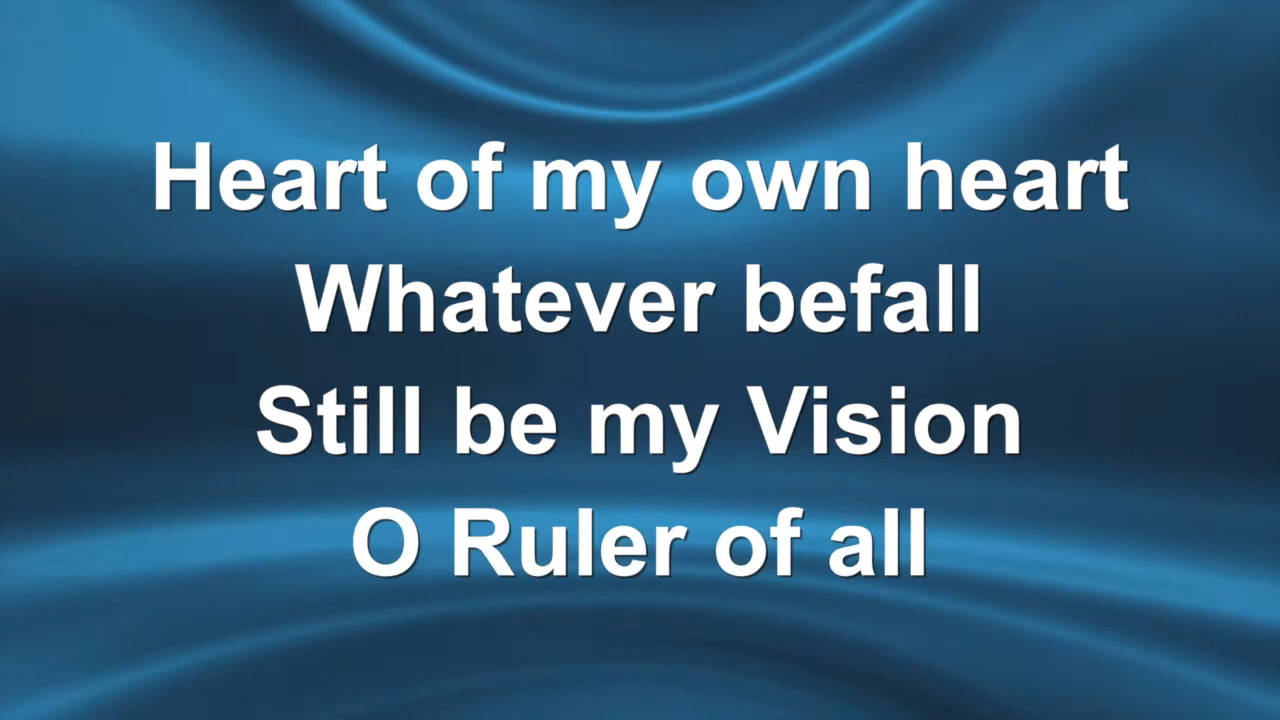 Heart of my own heart
Whatever befall
Still be my Vision
O Ruler of all